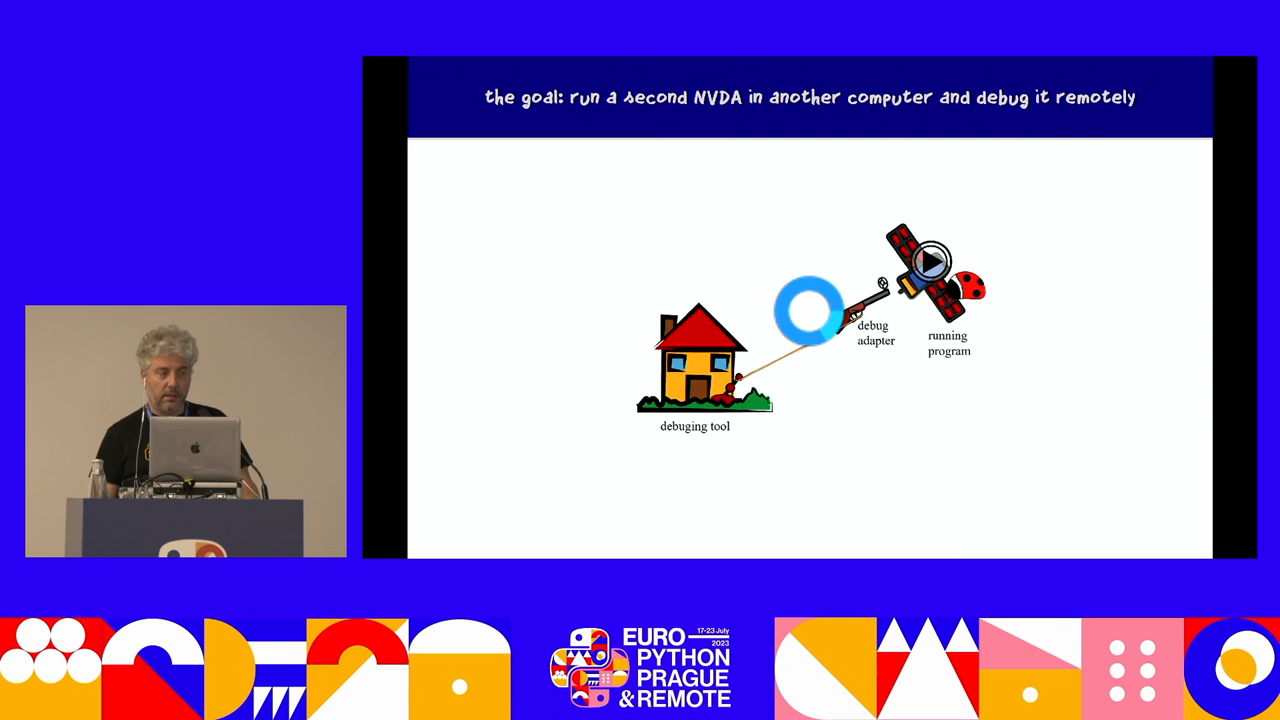 the goal: run a second NVDA in another computer and debug it remotely
debug
adapter
running
program
debuging tool
17-23 July
2023
EURO
PYTHON
PRAGUE
& REMOTE